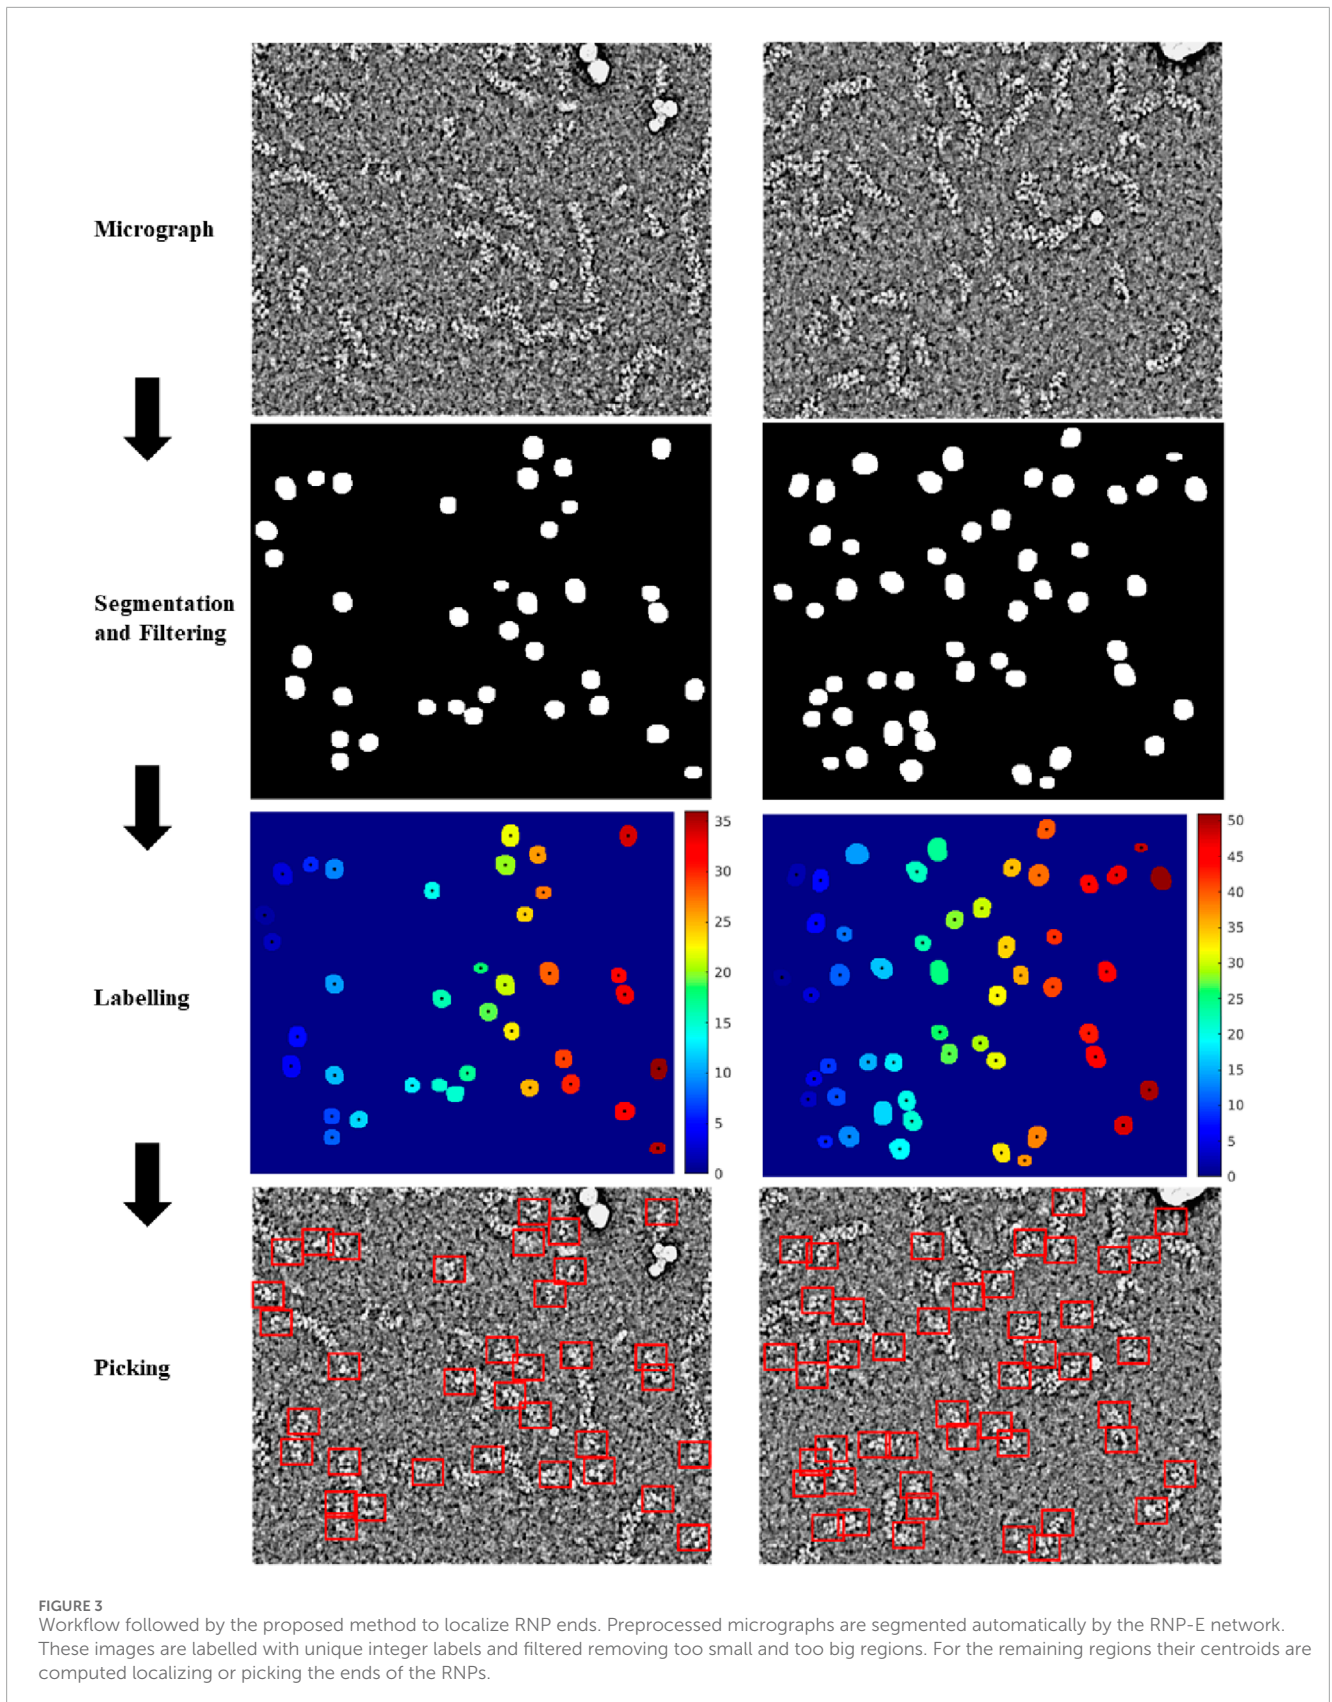 Micrograph
Segmentation
and Filtering
35
30
25
20
15
10
5
0
50
45
40
35
30
25
20
15
10
5
0
Labelling
Picking
FIGURE 3
Workflow followed by the proposed method to localize RNP ends. Preprocessed micrographs are segmented automatically by the RNP-E network.
These images are labelled with unique integer labels and filtered removing too small and too big regions. For the remaining regions their centroids are
computed localizing or picking the ends of the RNPs.